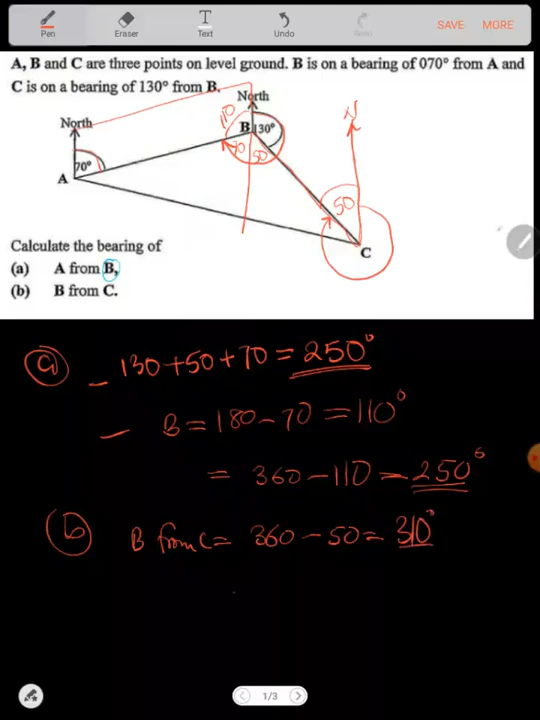 Pen Eraser Text Undo Redo SAVE MORE
A, B and C are three points on level ground. B is on a bearing of 070° from A and
C is on a bearing of 130° from B.
North
North
N
110
B 130°
70 50
70°
A
50
C
Calculate the bearing of
(a) A from B,
(b) B from C.
(a) – 130+50+70 = 250°
– B = 180 – 70 = 110°
= 360 – 110 = 250°
(b) B from C = 360 – 50 = 310°
1/3